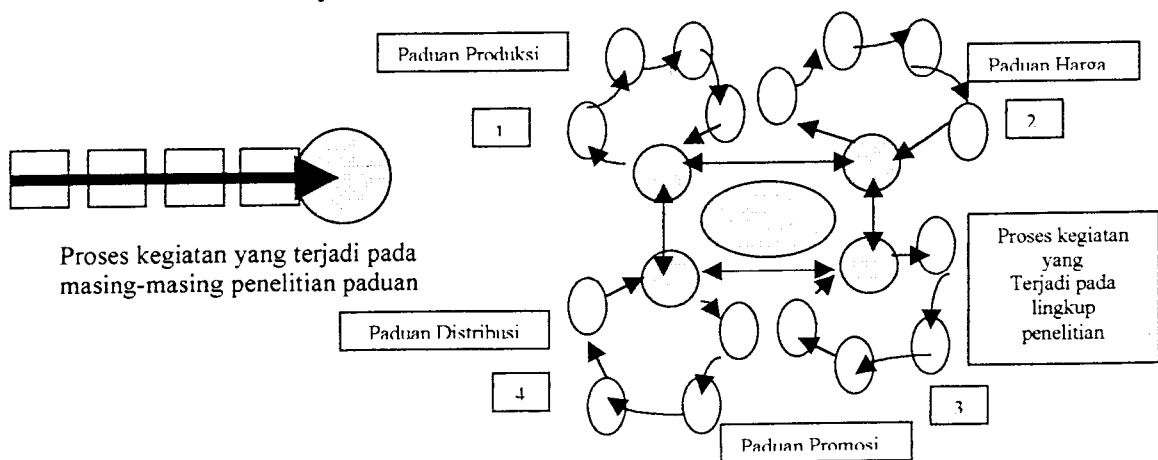 Paduan Produksi
1
Paduan Harga
2
Proses kegiatan yang terjadi pada
masing-masing penelitian paduan
Proses kegiatan
yang
Terjadi pada
lingkup
penelitian
Paduan Distribusi
4
3
Paduan Promosi